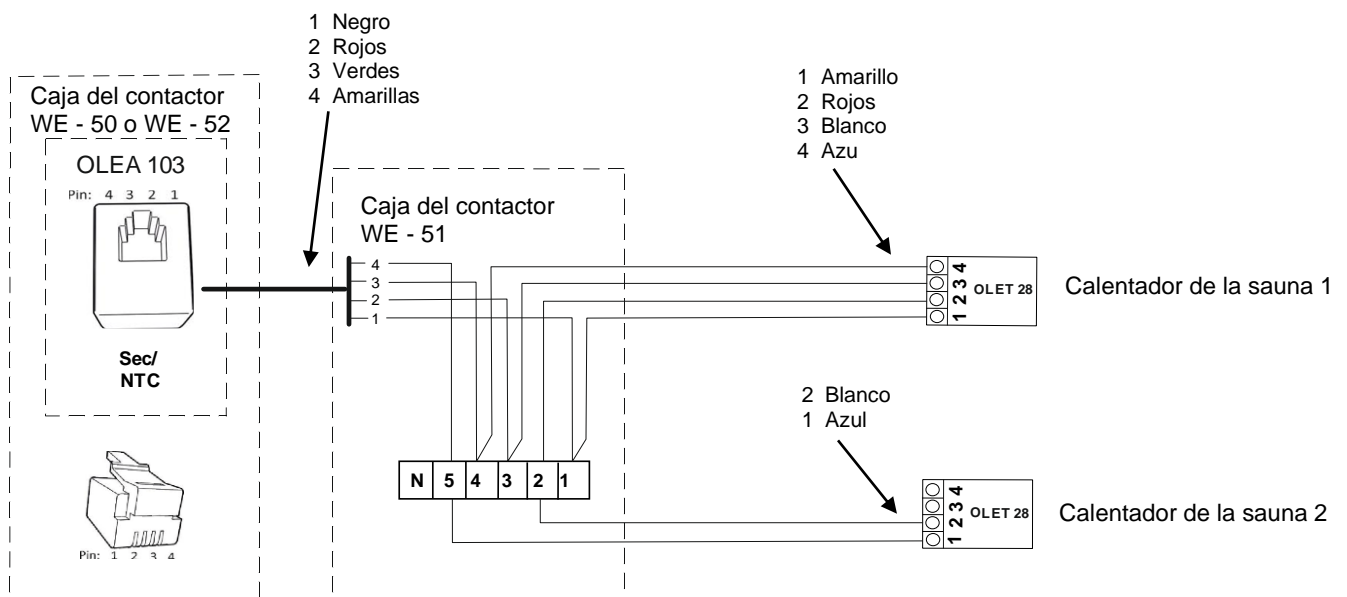 1 Negro
2 Rojos
3 Verdes
4 Amarillas
Caja del contactor
WE - 50 o WE - 52
OLEA 103
Pin: 4 3 2 1
Sec/
NTC
Pin: 1 2 3 4
Caja del contactor
WE - 51
4
3
2
1
N 5 4 3 2 1
1 Amarillo
2 Rojos
3 Blanco
4 Azu
1 2 3 4
OLET 28
Calentador de la sauna 1
2 Blanco
1 Azul
1 2 3 4
OLET 28
Calentador de la sauna 2